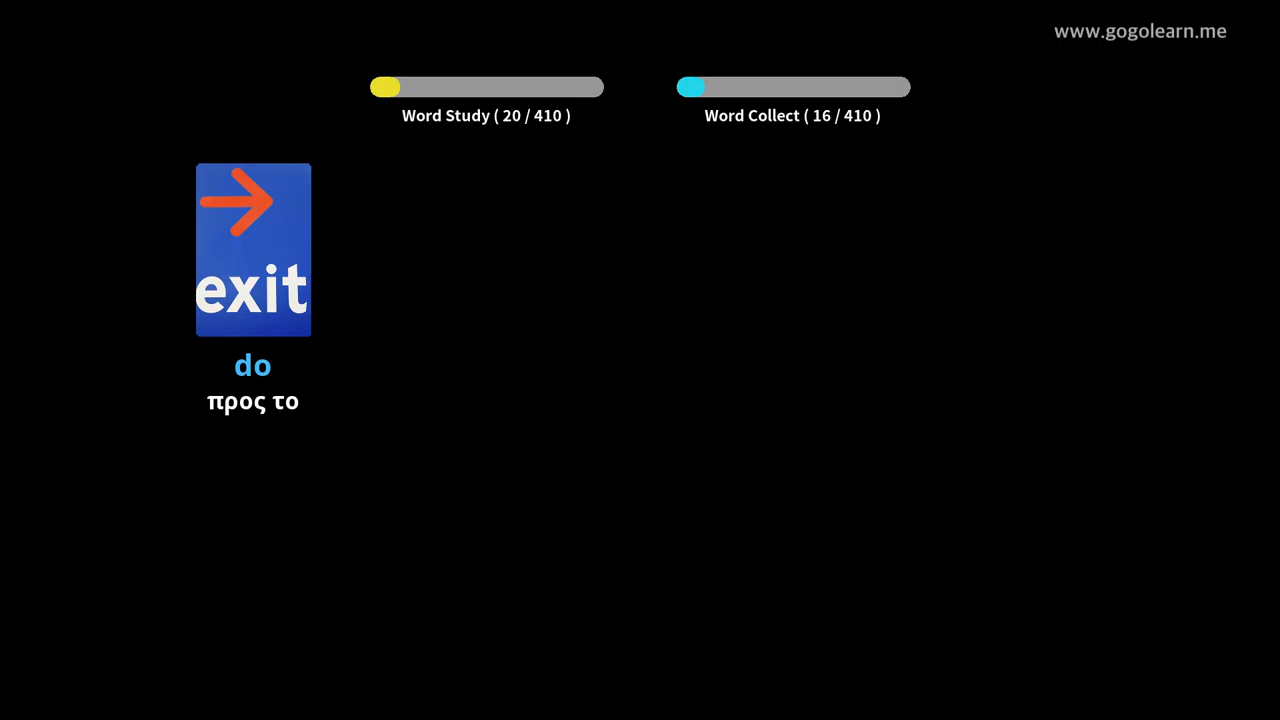 www.gogolearn.me
Word Study ( 20 / 410 )
Word Collect ( 16 / 410 )
exit
do
προς το